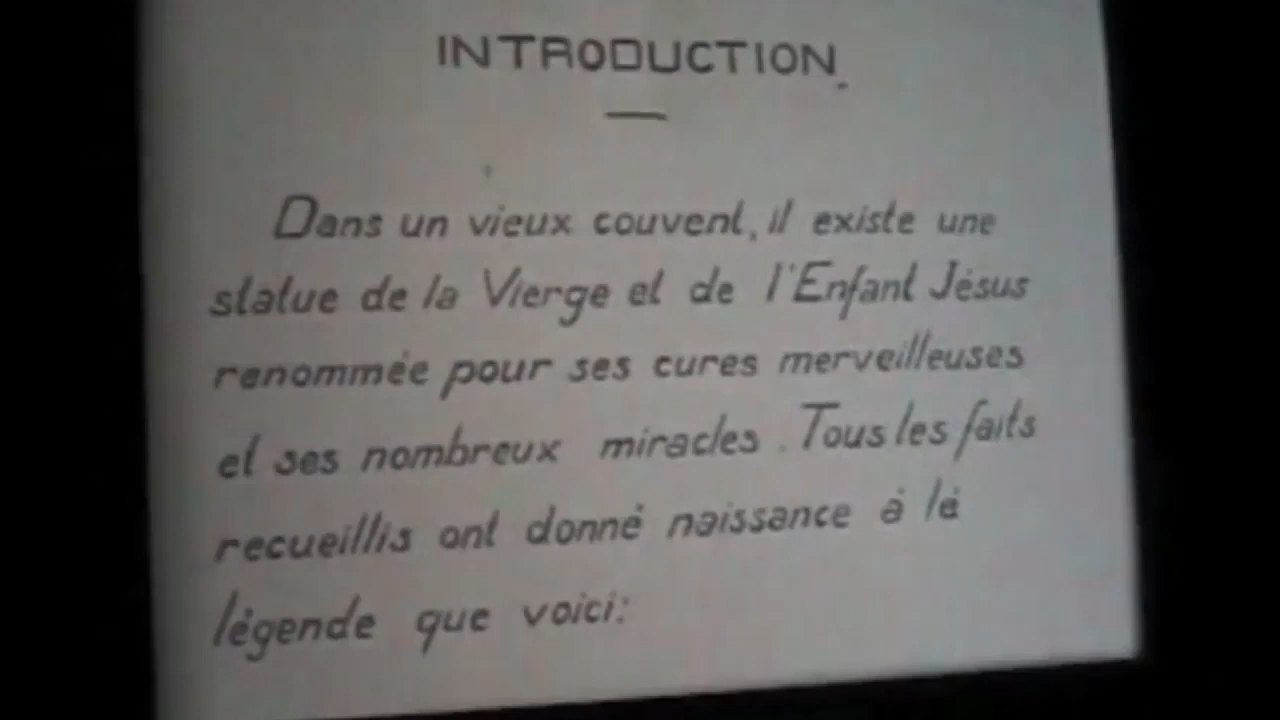 INTRODUCTION.
Dans un vieux couvent, il existe une
statue de la Vierge et de l'Enfant Jésus
renommée pour ses cures merveilleuses
et ses nombreux miracles. Tous les faits
recueillis ont donné naissance à la
légende que voici: